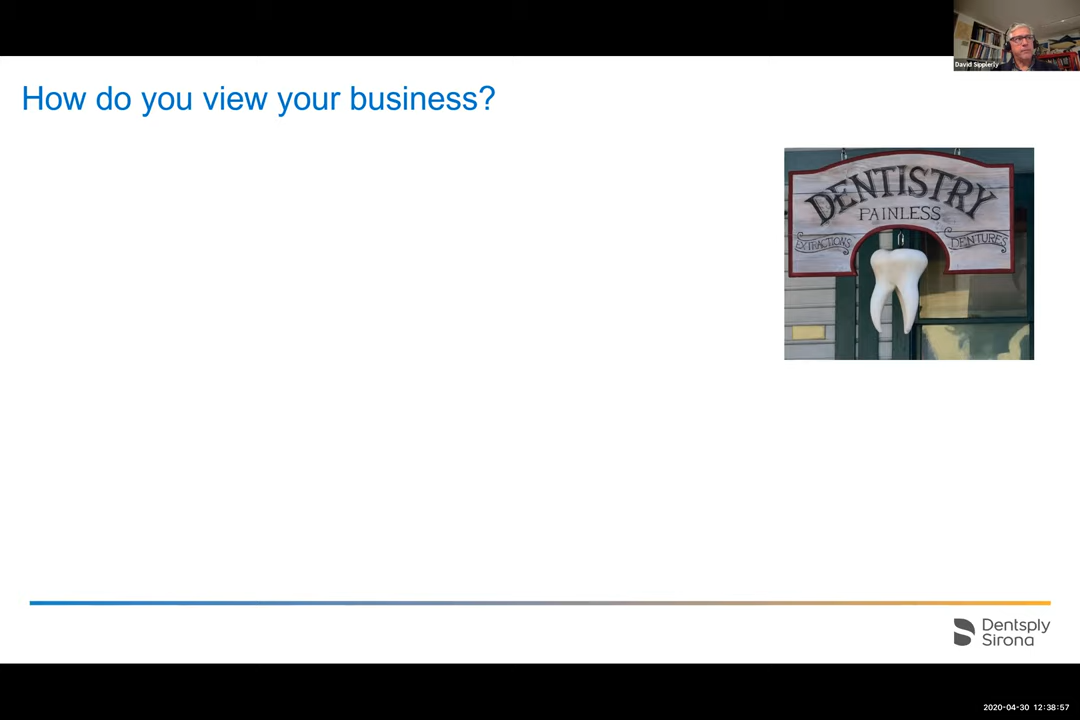 David Sipplerly
How do you view your business?
DENTISTRY
PAINLESS
EXTRACTIONS
DENTURES
Dentsply
Sirona
2020-04-30 12:38:57